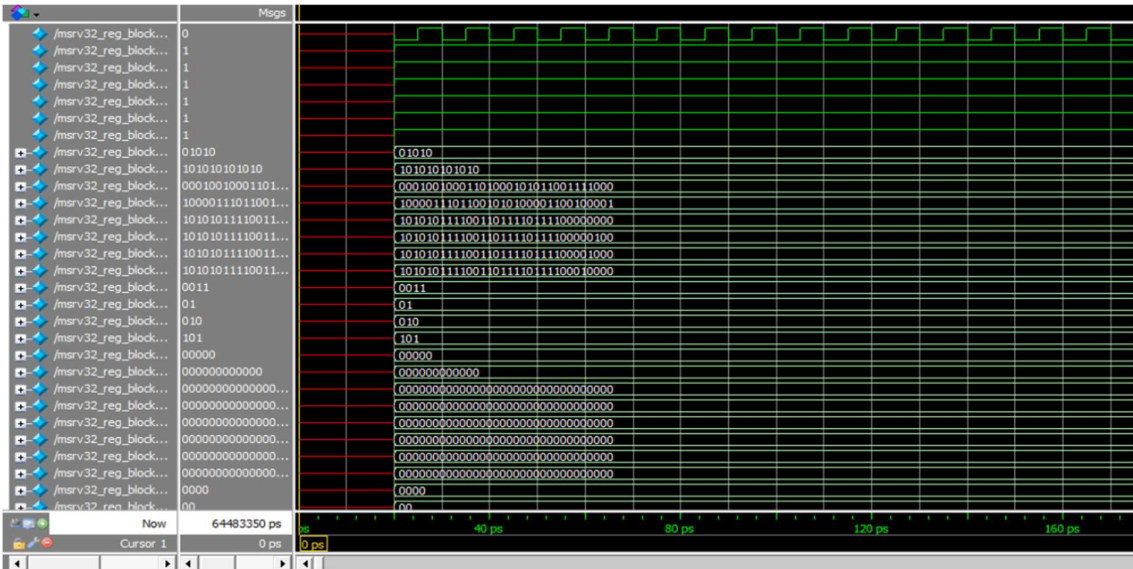 Msgs
/msrv32_reg_block... 0
/msrv32_reg_block... 1
/msrv32_reg_block... 1
/msrv32_reg_block... 1
/msrv32_reg_block... 1
/msrv32_reg_block... 1
/msrv32_reg_block... 1
/msrv32_reg_block... 01010 01010
/msrv32_reg_block... 101010101010 101010101010
/msrv32_reg_block... 00010010001101... 00010010001101000101011001111000
/msrv32_reg_block... 10000111011001... 10000111011001010100001100100001
/msrv32_reg_block... 10101011110011... 10101011110011011110111100000000
/msrv32_reg_block... 10101011110011... 10101011110011011110111100000100
/msrv32_reg_block... 10101011110011... 10101011110011011110111100001000
/msrv32_reg_block... 10101011110011... 10101011110011011110111100010000
/msrv32_reg_block... 0011 0011
/msrv32_reg_block... 01 01
/msrv32_reg_block... 010 010
/msrv32_reg_block... 101 101
/msrv32_reg_block... 00000 00000
/msrv32_reg_block... 000000000000 000000000000
/msrv32_reg_block... 00000000000000... 00000000000000000000000000000000
/msrv32_reg_block... 00000000000000... 00000000000000000000000000000000
/msrv32_reg_block... 00000000000000... 00000000000000000000000000000000
/msrv32_reg_block... 00000000000000... 00000000000000000000000000000000
/msrv32_reg_block... 00000000000000... 00000000000000000000000000000000
/msrv32_reg_block... 00000000000000... 00000000000000000000000000000000
/msrv32_reg_block... 0000 0000
/msrv32_reg_block... 00 00
Now 64483350 ps ps 40 ps 80 ps 120 ps 160 ps
Cursor 1 0 ps 0 ps